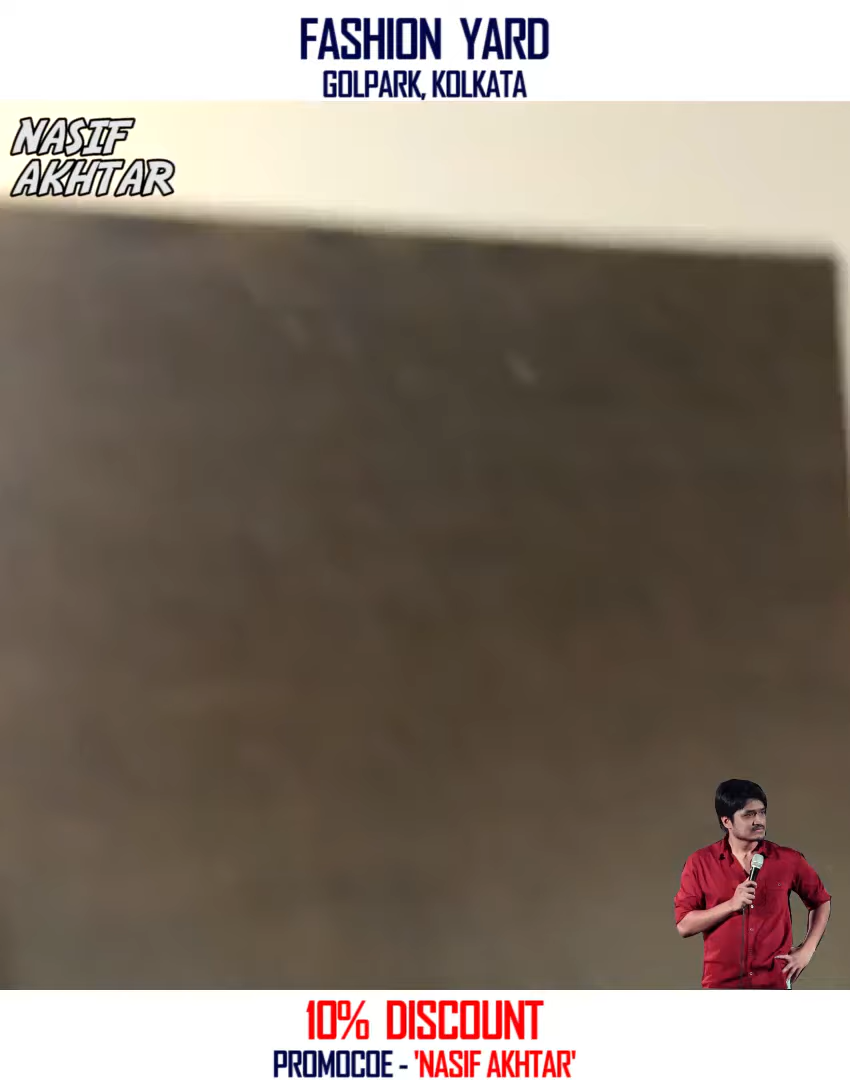 FASHION YARD
GOLPARK, KOLKATA
NASIF
AKHTAR
10% DISCOUNT
PROMOCOE - 'NASIF AKHTAR'